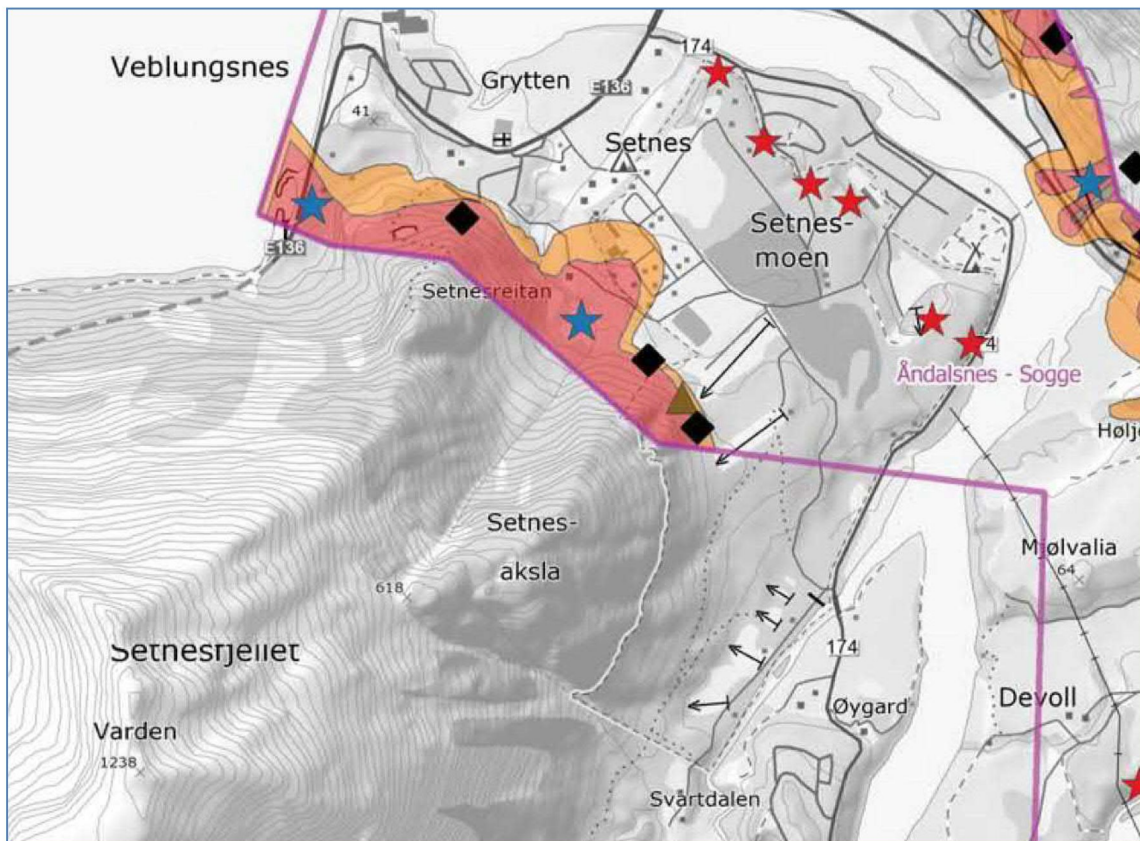 Veblungsnes
174
Grytten
E136
41
Setnes
Setnes-
moen
E136
Setnesreitan
Åndalsnes - Sogge
Setnes-
aksla
Mjølvalia
64
618
Setnesfjellet
174
Devoll
Øygard
Varden
1238
Svartdalen